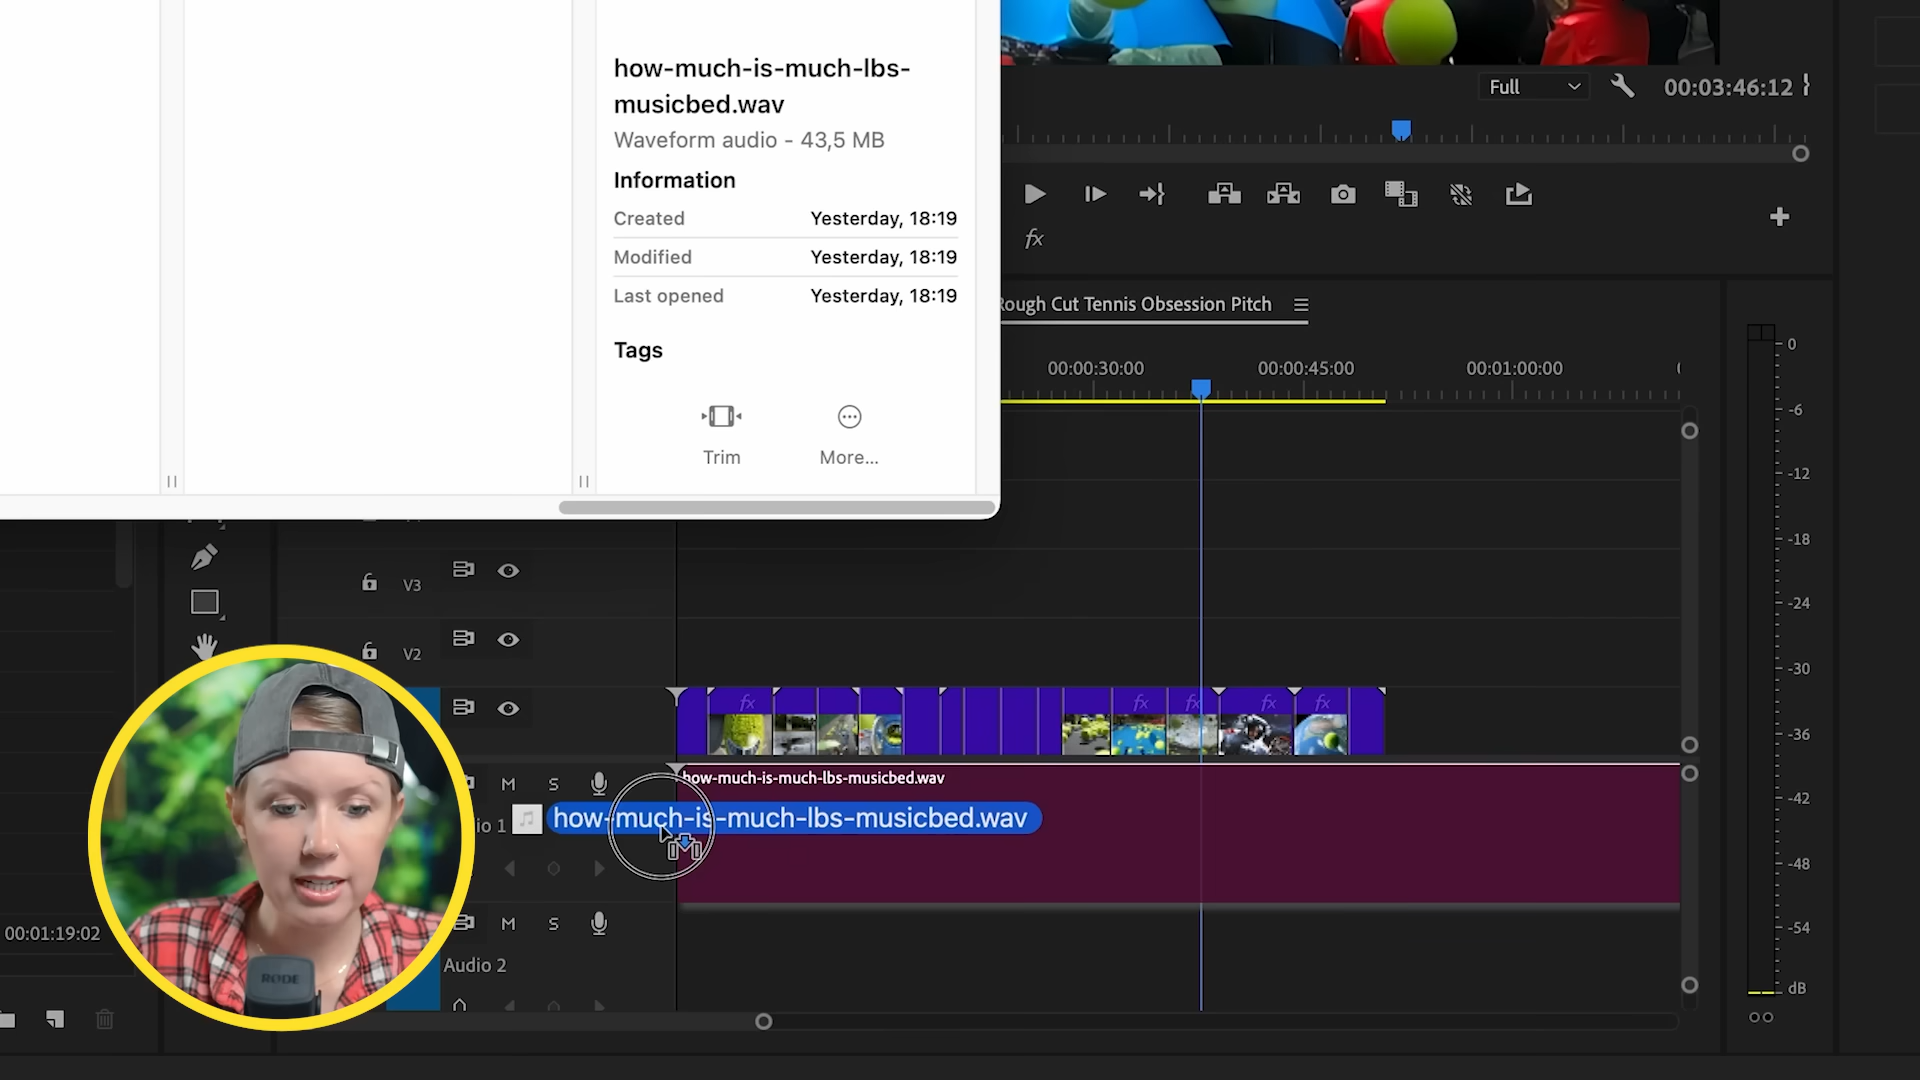 how-much-is-much-lbs-
musicbed.wav
Waveform audio - 43,5 MB
Information
Created Yesterday, 18:19
Modified Yesterday, 18:19
Last opened Yesterday, 18:19
Tags
Trim More...
Full 00:03:46:12
fx
Rough Cut Tennis Obsession Pitch
00:00:30:00 00:00:45:00 00:01:00:00
0
-6
-12
-18
-24
-30
-36
-42
-48
-54
dB
V3
V2
fx fx fx fx fx
M S
how-much-is-much-lbs-musicbed.wav
io 1
how-much-is-much-lbs-musicbed.wav
M S
Audio 2
00:01:19:02
RØDE